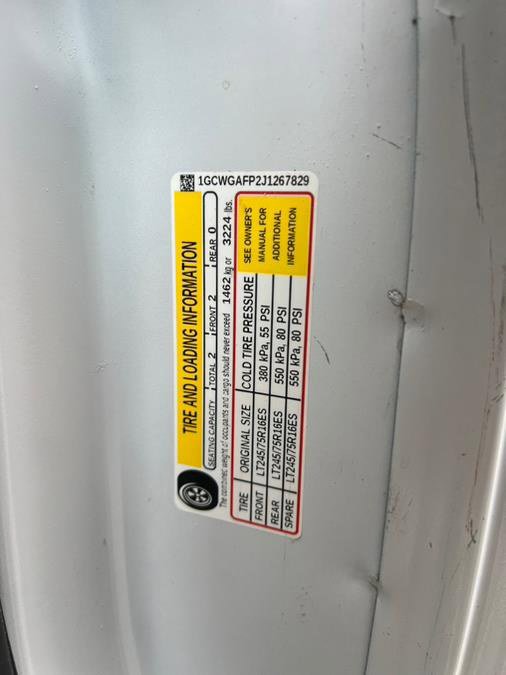 1GCWGAFP2J1267829
TIRE AND LOADING INFORMATION
SEATING CAPACITY TOTAL 2 FRONT 2 REAR 0
The combined weight of occupants and cargo should never exceed 1462 kg or 3224 lbs.
TIRE ORIGINAL SIZE COLD TIRE PRESSURE SEE OWNER'S
FRONT LT245/75R16ES 380 kPa, 55 PSI MANUAL FOR
REAR LT245/75R16ES 550 kPa, 80 PSI ADDITIONAL
SPARE LT245/75R16ES 550 kPa, 80 PSI INFORMATION